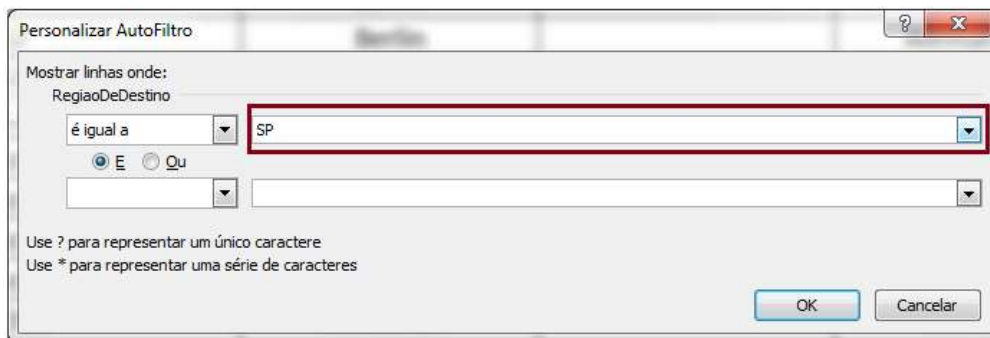 Personalizar AutoFiltro
Berlin
Mostrar linhas onde:
RegiaoDeDestino
é igual a SP
E Ou
Use ? para representar um único caractere
Use * para representar uma série de caracteres
OK Cancelar